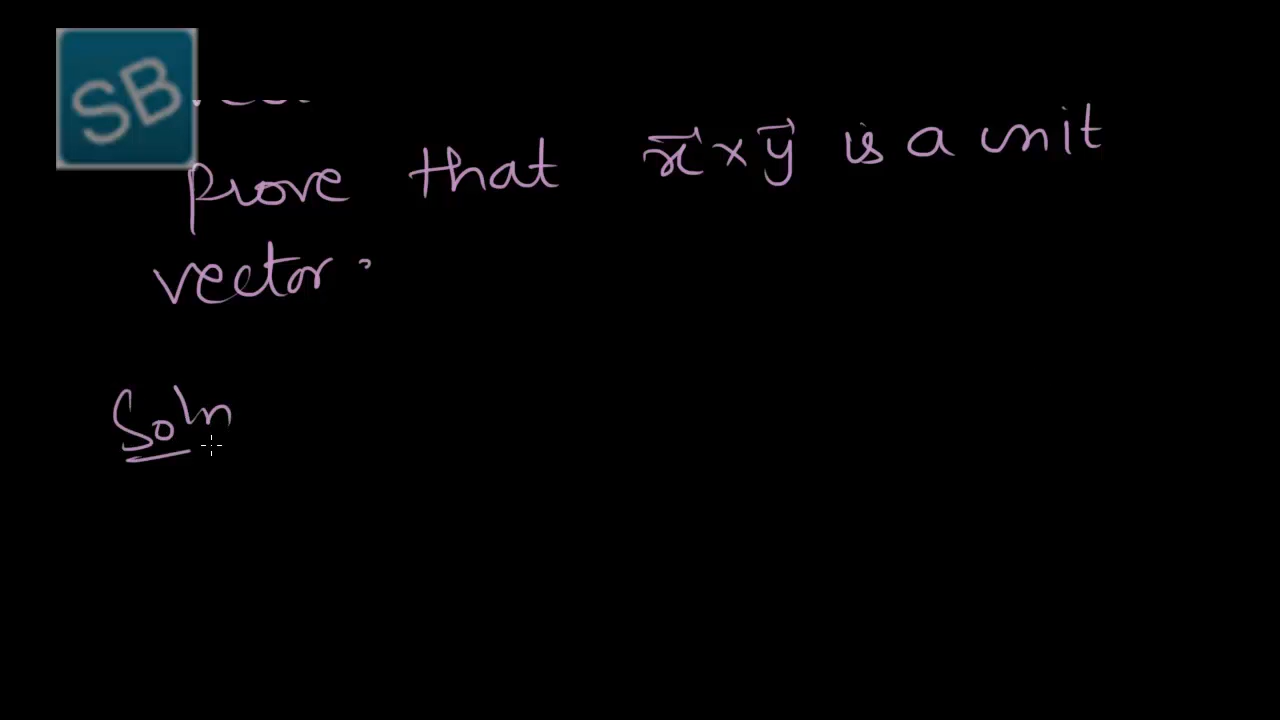 SB
Prove that x⃗ × y⃗ is a unit
vector.
Soln